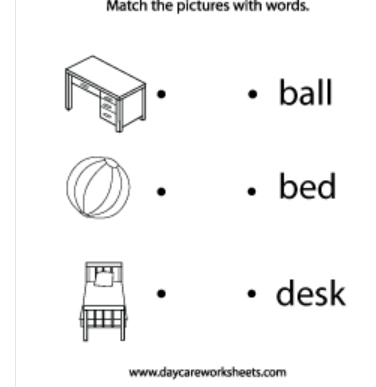 Match the pictures with words.
ball
bed
desk
www.daycareworksheets.com